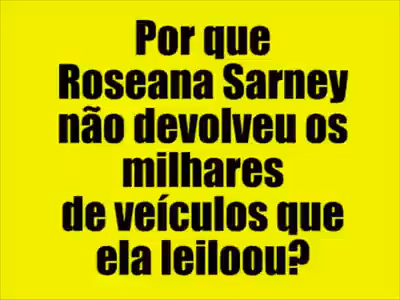 Por que
Roseana Sarney
não devolveu os
milhares
de veículos que
ela leiloou?